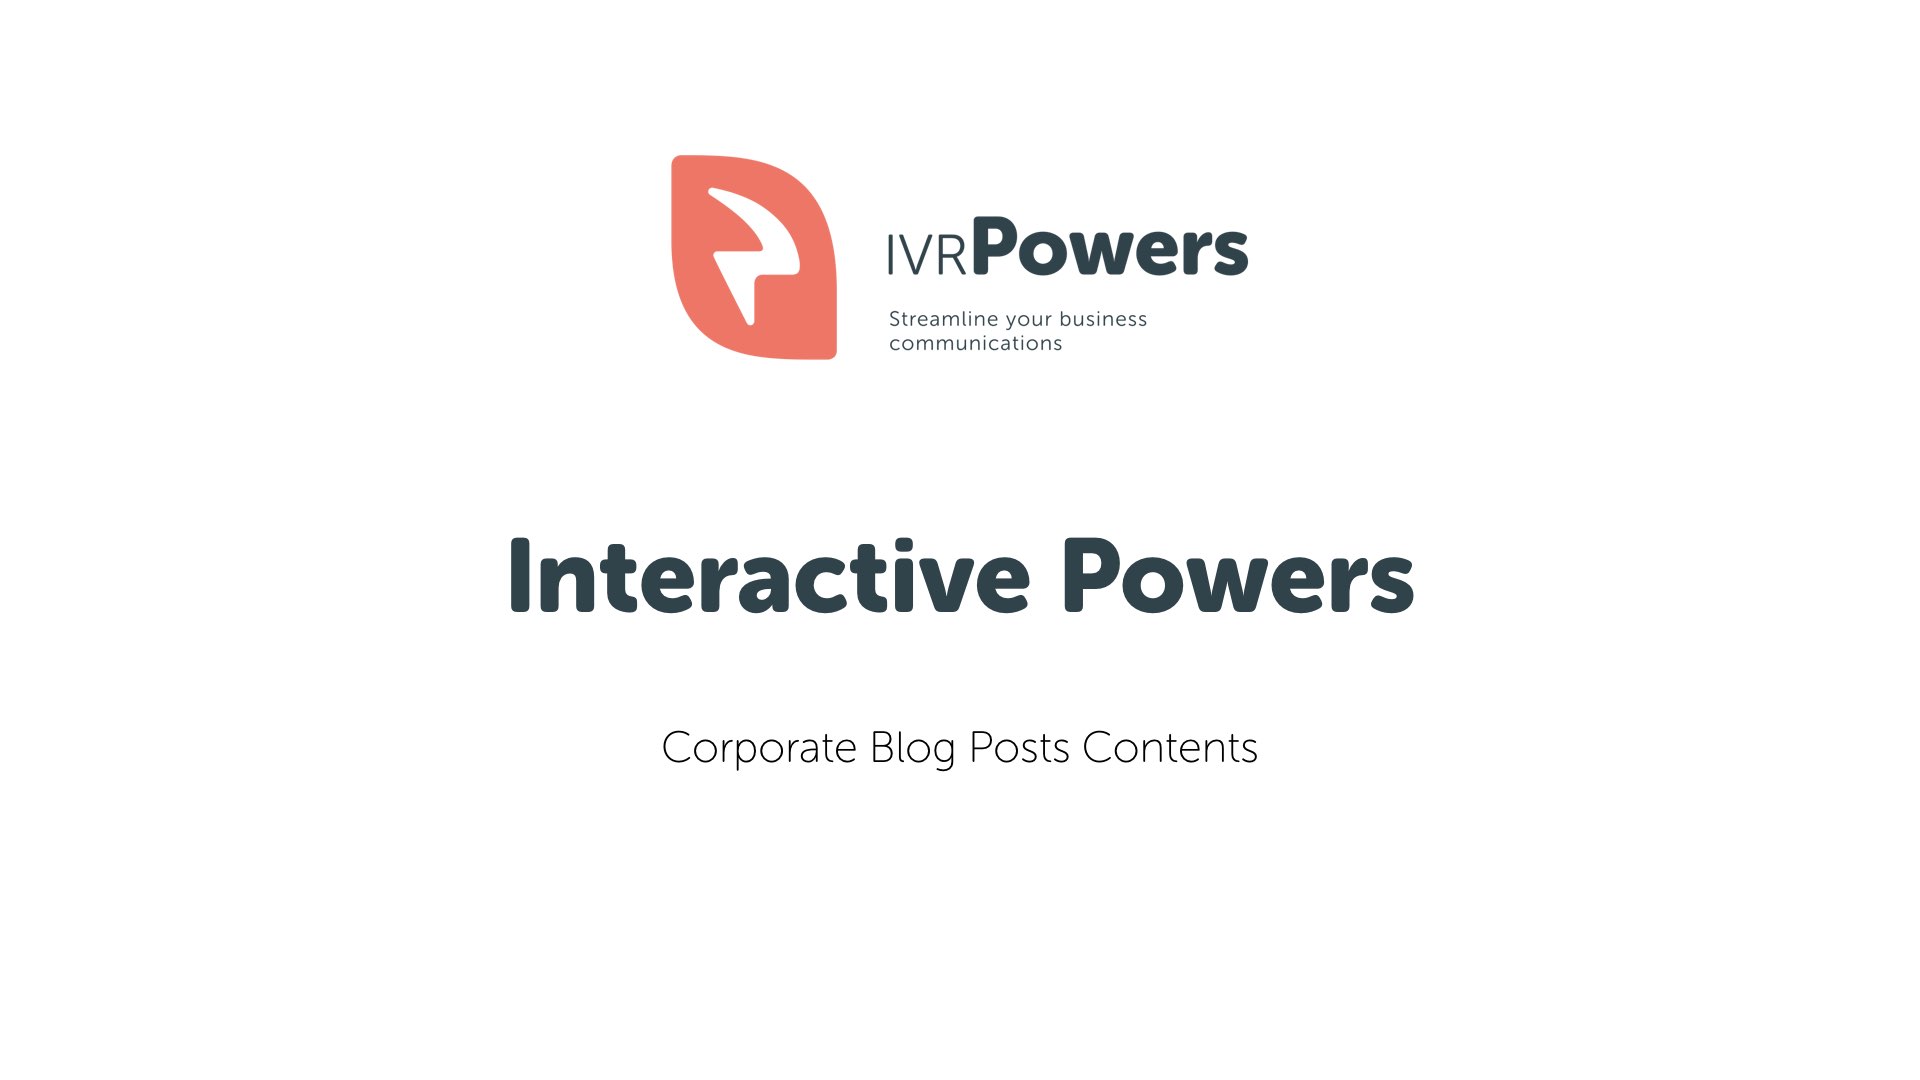 IVRPowers
Streamline your business
communications
Interactive Powers
Corporate Blog Posts Contents